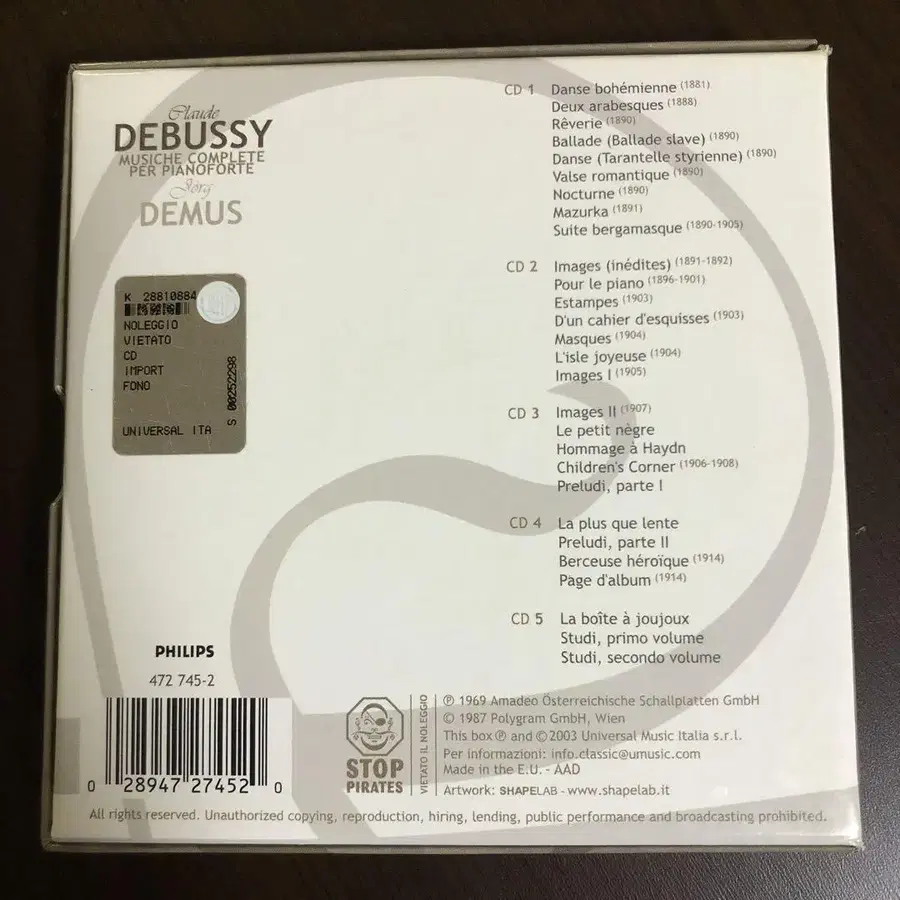 Claude
DEBUSSY
MUSICHE COMPLETE
PER PIANOFORTE
Jörg
DEMUS
K 28810884
NOLEGGIO
VIETATO
CD
IMPORT
FONO
UNIVERSAL ITA
S 00252298
CD 1 Danse bohémienne (1881)
Deux arabesques (1888)
Rêverie (1890)
Ballade (Ballade slave) (1890)
Danse (Tarantelle styrienne) (1890)
Valse romantique (1890)
Nocturne (1890)
Mazurka (1891)
Suite bergamasque (1890-1905)
CD 2 Images (inédites) (1891-1892)
Pour le piano (1896-1901)
Estampes (1903)
D'un cahier d'esquisses (1903)
Masques (1904)
L'isle joyeuse (1904)
Images I (1905)
CD 3 Images II (1907)
Le petit nègre
Hommage à Haydn
Children's Corner (1906-1908)
Preludi, parte I
CD 4 La plus que lente
Preludi, parte II
Berceuse héroïque (1914)
Page d'album (1914)
CD 5 La boîte à joujoux
Studi, primo volume
Studi, secondo volume
PHILIPS
472 745-2
0 28947 27452 0
STOP
PIRATES
VIETATO IL NOLEGGIO
℗ 1969 Amadeo Österreichische Schallplatten GmbH
© 1987 Polygram GmbH, Wien
This box ℗ and © 2003 Universal Music Italia s.r.l.
Per informazioni: info.classic@umusic.com
Made in the E.U. - AAD
Artwork: SHAPELAB - www.shapelab.it
All rights reserved. Unauthorized copying, reproduction, hiring, lending, public performance and broadcasting prohibited.